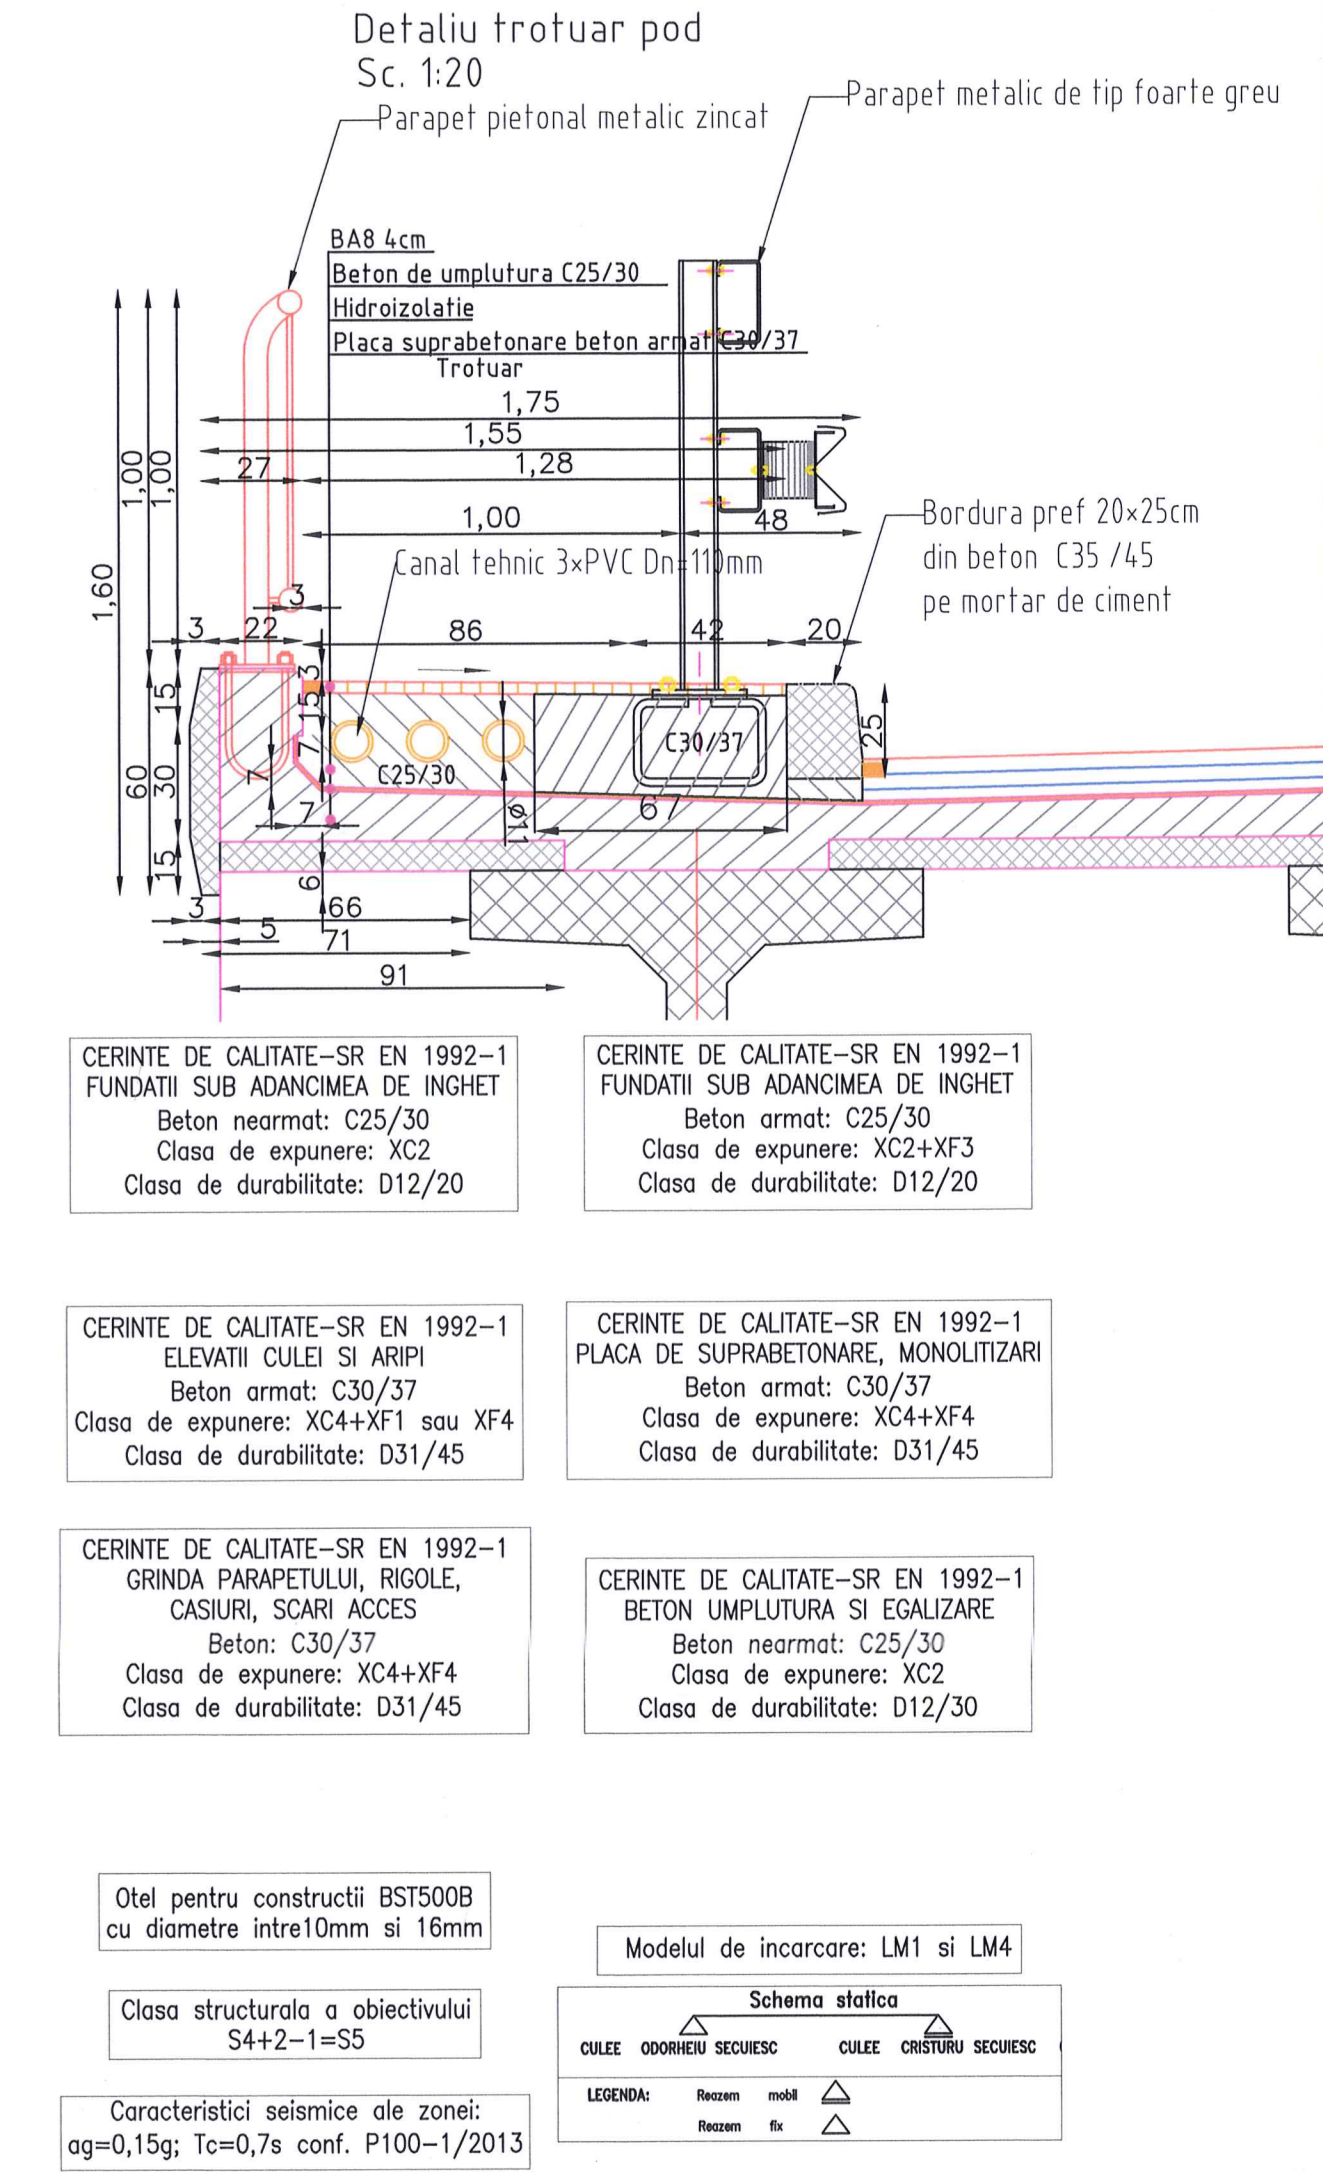 Detaliu trotuar pod
Sc. 1:20
Parapet pietonal metalic zincat
Parapet metalic de tip foarte greu
BA8 4cm
Beton de umplutura C25/30
Hidroizolatie
Placa suprabetonare beton armat C30/37
Trotuar
1,75
1,55
27
1,28
1,00
48
1,00
1,00
1,60
Canal tehnic 3xPVC Dn=110mm
Bordura pref 20x25cm
din beton C35 /45
pe mortar de ciment
3
3
22
86
42
20
3
15
15
7
7
7
60
30
15
C25/30
C30/37
25
ø11
67
6
3
66
5
71
91
CERINTE DE CALITATE-SR EN 1992-1
FUNDATII SUB ADANCIMEA DE INGHET
Beton nearmat: C25/30
Clasa de expunere: XC2
Clasa de durabilitate: D12/20
CERINTE DE CALITATE-SR EN 1992-1
FUNDATII SUB ADANCIMEA DE INGHET
Beton armat: C25/30
Clasa de expunere: XC2+XF3
Clasa de durabilitate: D12/20
CERINTE DE CALITATE-SR EN 1992-1
ELEVATII CULEI SI ARIPI
Beton armat: C30/37
Clasa de expunere: XC4+XF1 sau XF4
Clasa de durabilitate: D31/45
CERINTE DE CALITATE-SR EN 1992-1
PLACA DE SUPRABETONARE, MONOLITIZARI
Beton armat: C30/37
Clasa de expunere: XC4+XF4
Clasa de durabilitate: D31/45
CERINTE DE CALITATE-SR EN 1992-1
GRINDA PARAPETULUI, RIGOLE,
CASIURI, SCARI ACCES
Beton: C30/37
Clasa de expunere: XC4+XF4
Clasa de durabilitate: D31/45
CERINTE DE CALITATE-SR EN 1992-1
BETON UMPLUTURA SI EGALIZARE
Beton nearmat: C25/30
Clasa de expunere: XC2
Clasa de durabilitate: D12/30
Otel pentru constructii BST500B
cu diametre intre10mm si 16mm
Modelul de incarcare: LM1 si LM4
Clasa structurala a obiectivului
S4+2-1=S5
Schema statica
CULEE ODORHEIU SECUIESC
CULEE CRISTURU SECUIESC
LEGENDA:
Reazem mobil
Reazem fix
Caracteristici seismice ale zonei:
ag=0,15g; Tc=0,7s conf. P100-1/2013